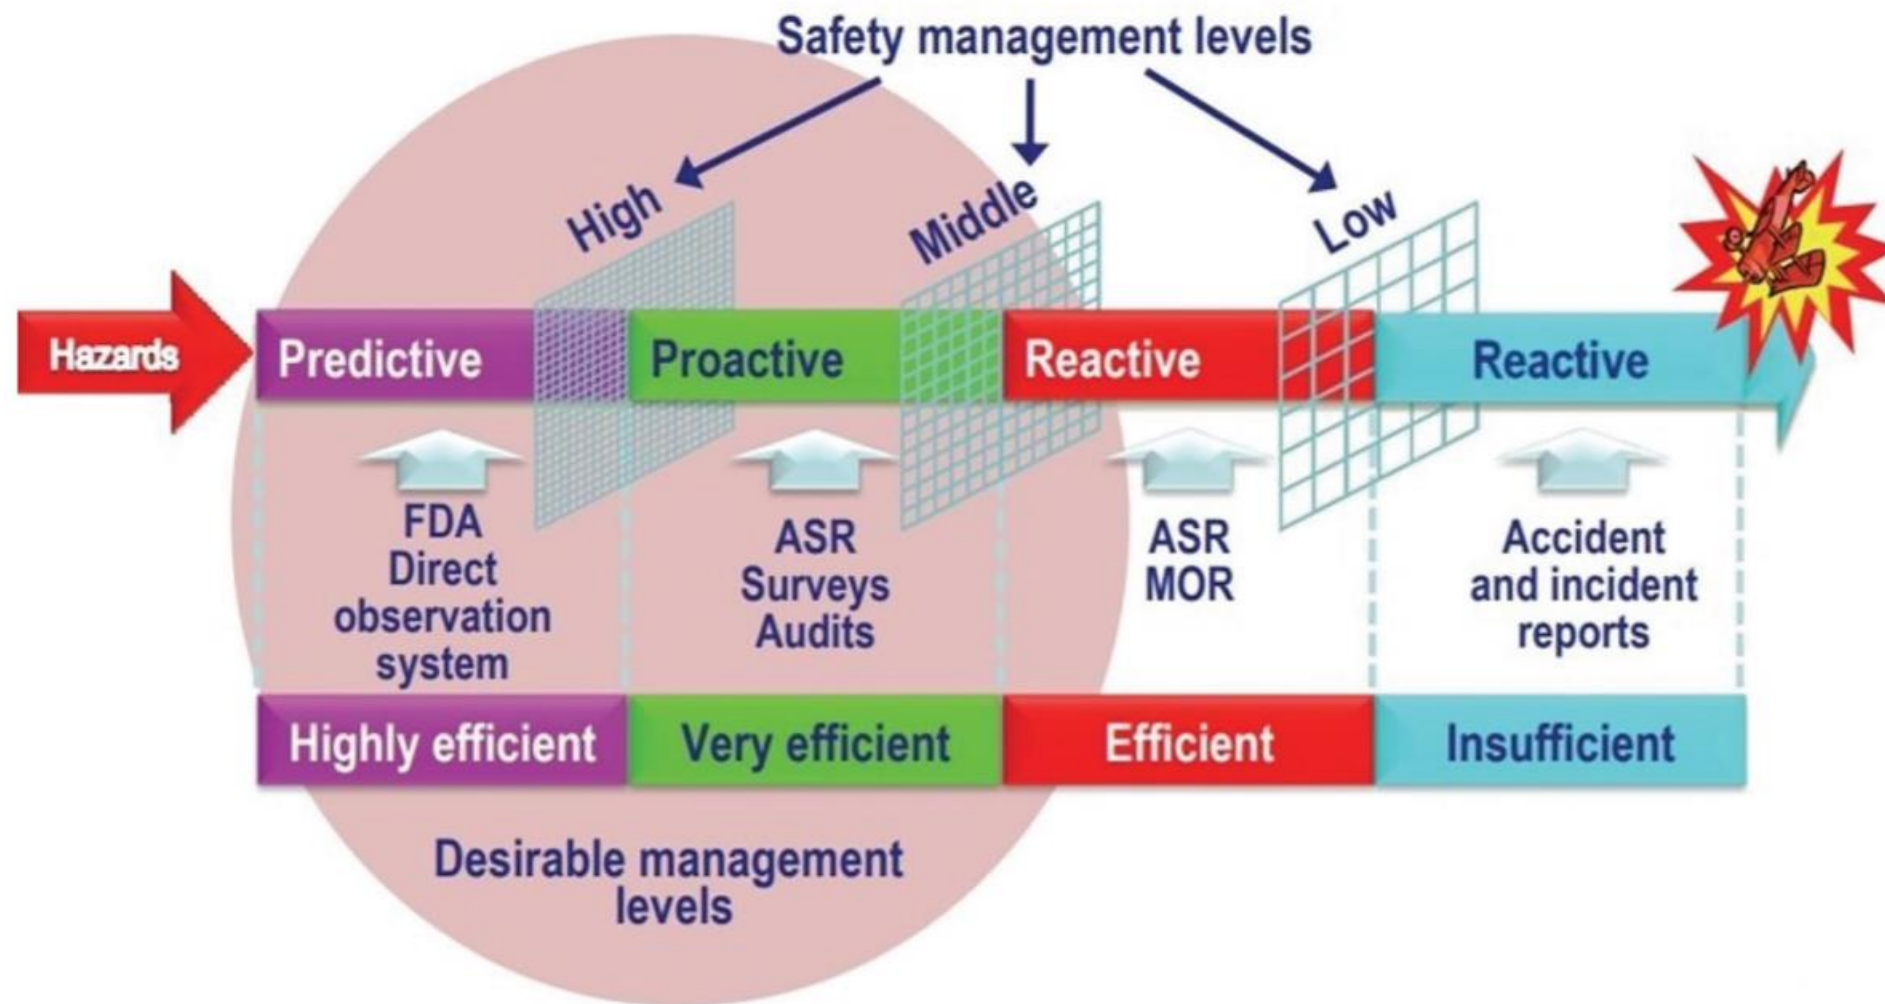 Safety management levels
High
Middle
Low
Hazards
Predictive
Proactive
Reactive
Reactive
FDA
Direct
observation
system
ASR
Surveys
Audits
ASR
MOR
Accident
and incident
reports
Highly efficient
Very efficient
Efficient
Insufficient
Desirable management
levels